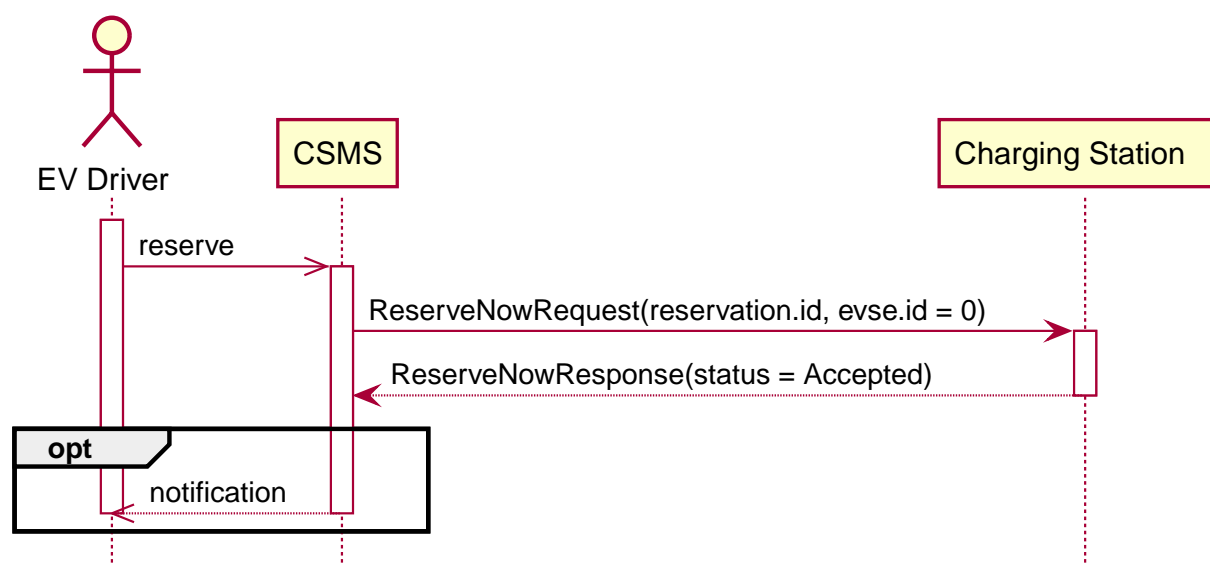 EV Driver
CSMS
Charging Station
reserve
ReserveNowRequest(reservation.id, evse.id = 0)
ReserveNowResponse(status = Accepted)
opt
notification